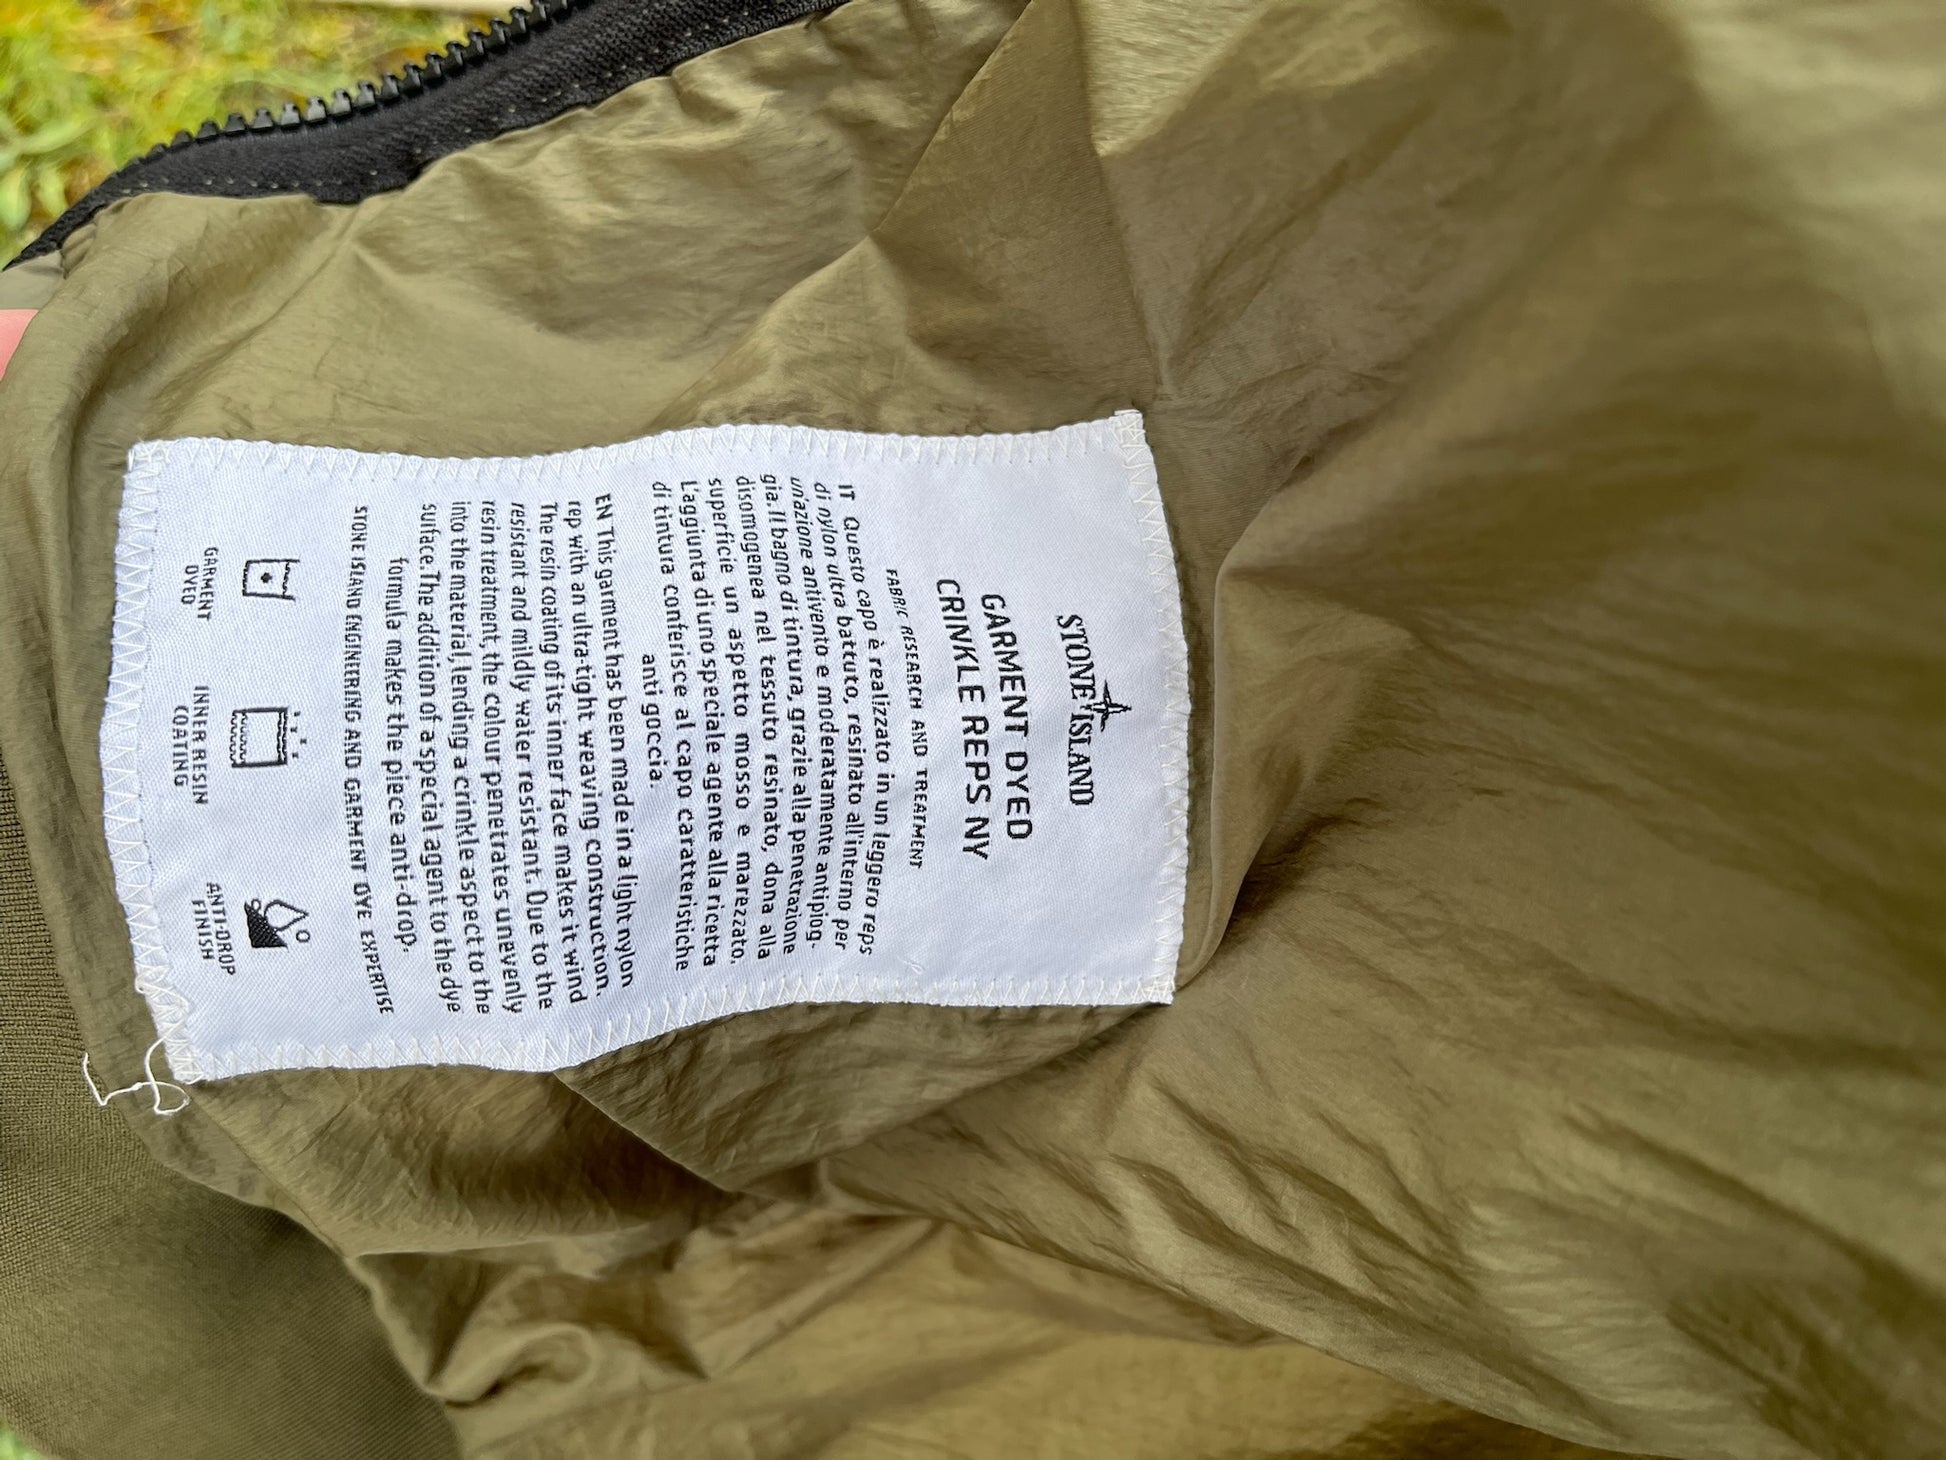 STONE ISLAND
GARMENT DYED
CRINKLE REPS NY
FABRIC RESEARCH AND TREATMENT
IT Questo capo è realizzato in un leggero reps
di nylon ultra battuto, resinato all'interno per
un'azione antivento e moderatamente antipiog-
gia. Il bagno di tintura, grazie alla penetrazione
disomogenea nel tessuto resinato, dona alla
superficie un aspetto mosso e marezzato.
L'aggiunta di uno speciale agente alla ricetta
di tintura conferisce al capo caratteristiche
anti goccia.
EN This garment has been made in a light nylon
rep with an ultra-tight weaving construction.
The resin coating of its inner face makes it wind
resistant and mildly water resistant. Due to the
resin treatment, the colour penetrates unevenly
into the material, lending a crinkle aspect to the
surface. The addition of a special agent to the dye
formula makes the piece anti-drop.
STONE ISLAND ENGINEERING AND GARMENT DYE EXPERTISE
GARMENT
DYED
INNER RESIN
COATING
ANTI-DROP
FINISH